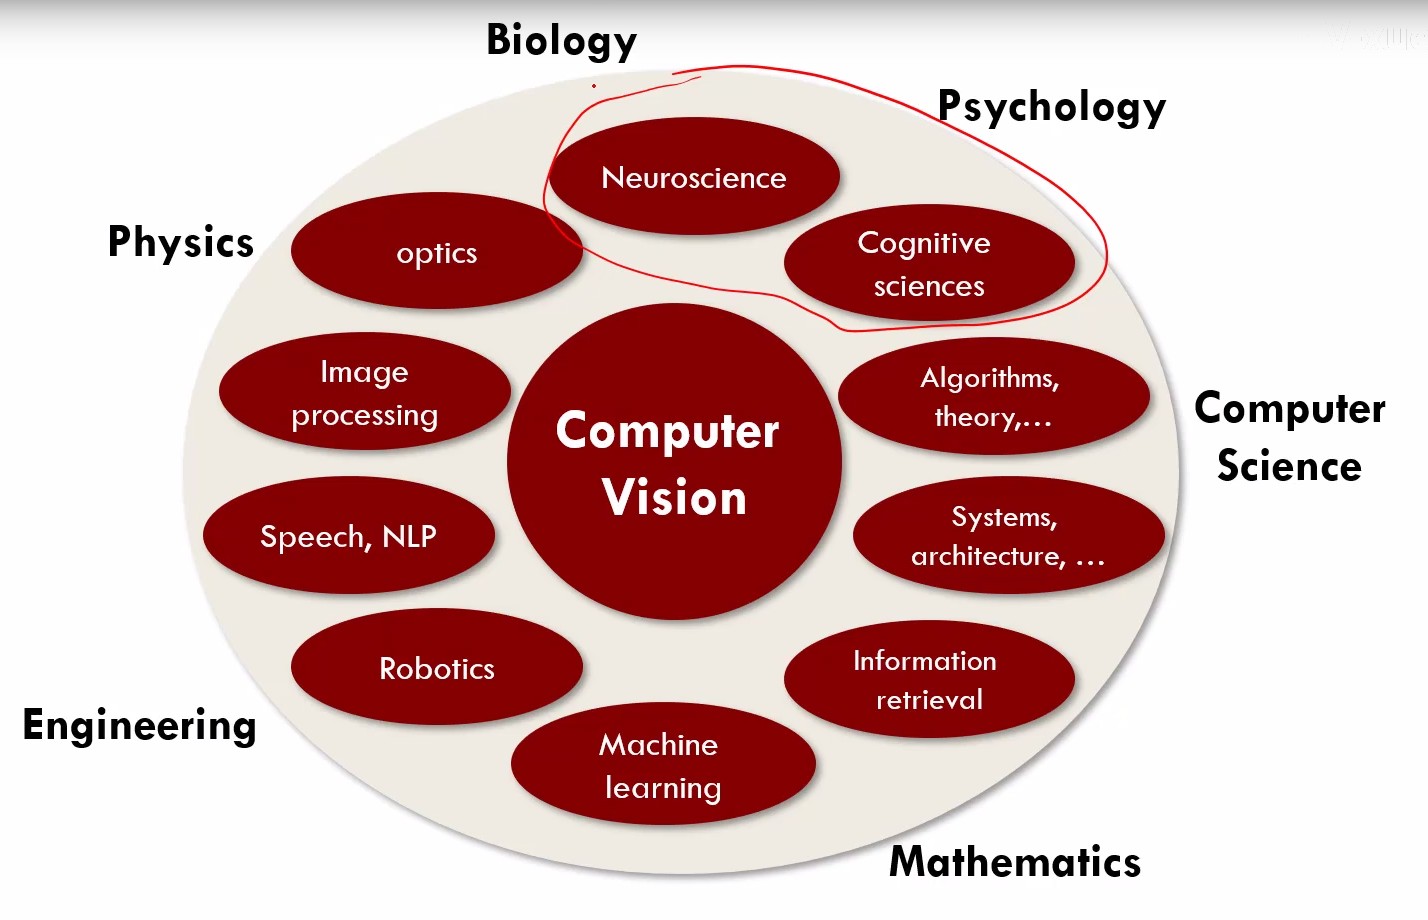 Biology
Psychology
Neuroscience
Physics
optics
Cognitive
sciences
Image
processing
Algorithms,
theory,...
Computer
Vision
Computer
Science
Speech, NLP
Systems,
architecture, ...
Robotics
Information
retrieval
Engineering
Machine
learning
Mathematics